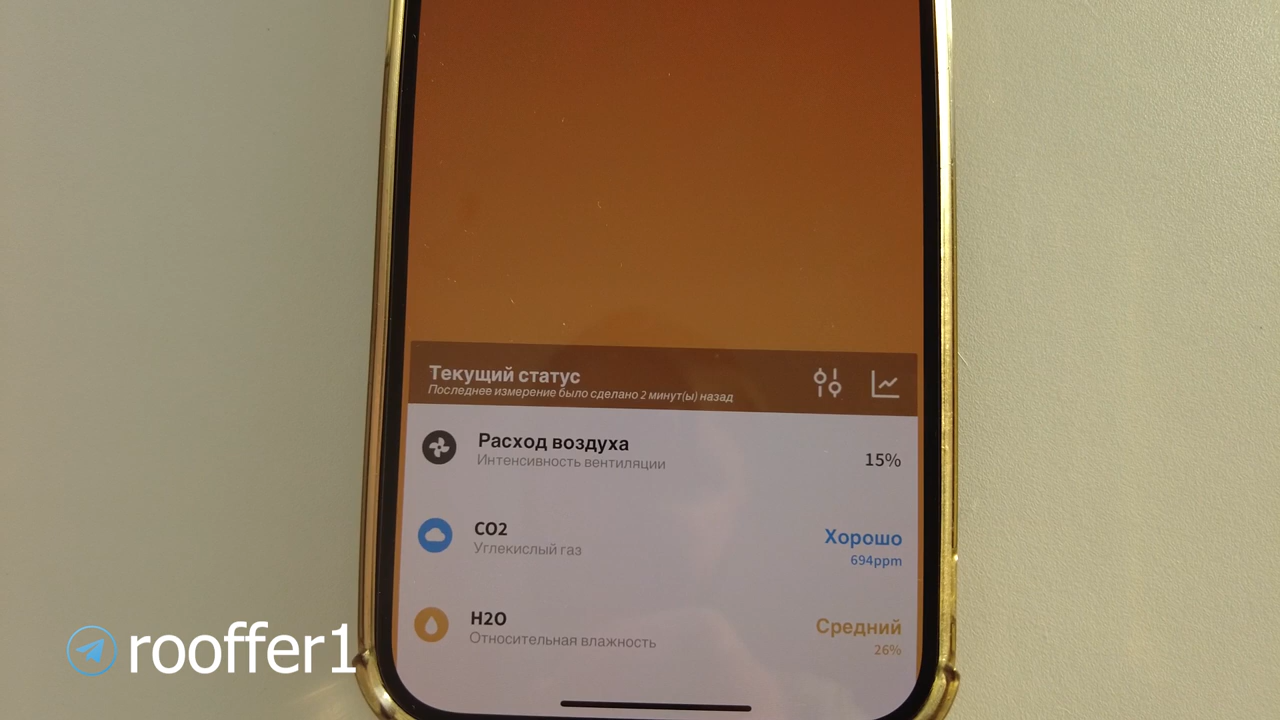 Текущий статус
Последнее измерение было сделано 2 минут(ы) назад
Расход воздуха
Интенсивность вентиляции
15%
CO2
Углекислый газ
Хорошо
694ppm
H2O
Относительная влажность
Средний
26%
rooffer1